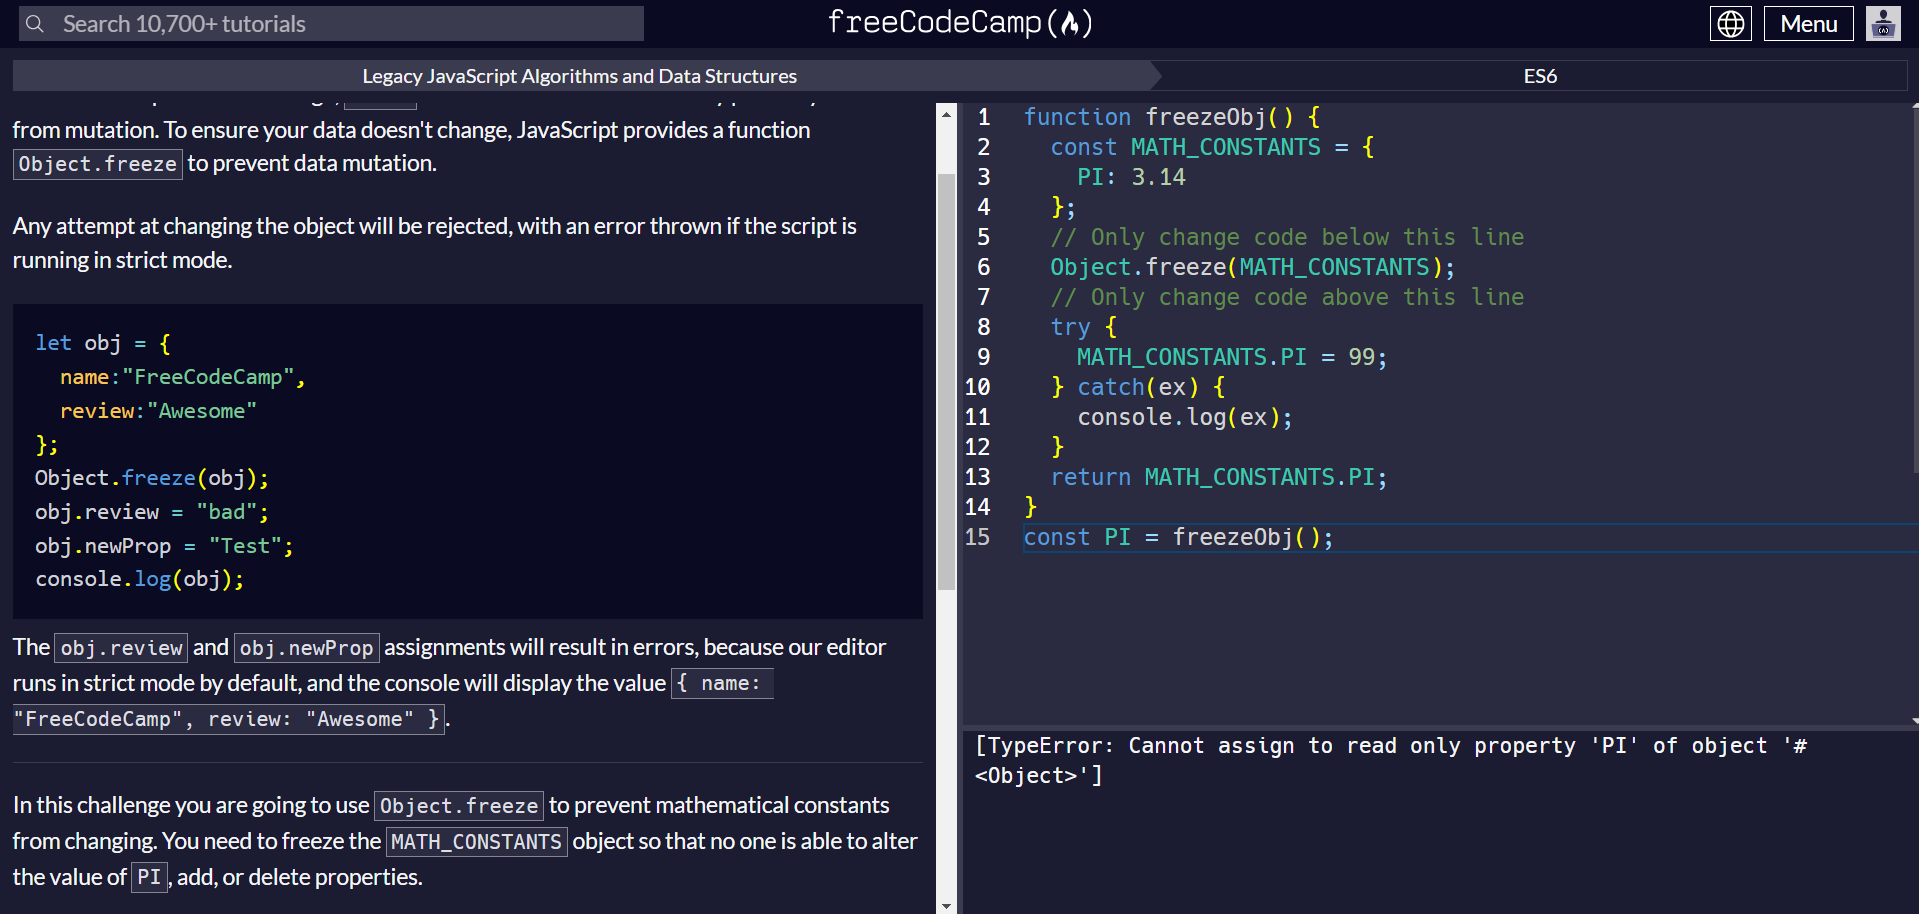 Search 10,700+ tutorials
freeCodeCamp(🔥)
Menu
Legacy JavaScript Algorithms and Data Structures
ES6
from mutation. To ensure your data doesn't change, JavaScript provides a function
Object.freeze to prevent data mutation.
Any attempt at changing the object will be rejected, with an error thrown if the script is
running in strict mode.
let obj = {
  name:"FreeCodeCamp",
  review:"Awesome"
};
Object.freeze(obj);
obj.review = "bad";
obj.newProp = "Test";
console.log(obj);
The obj.review and obj.newProp assignments will result in errors, because our editor
runs in strict mode by default, and the console will display the value { name:
"FreeCodeCamp", review: "Awesome" }.
In this challenge you are going to use Object.freeze to prevent mathematical constants
from changing. You need to freeze the MATH_CONSTANTS object so that no one is able to alter
the value of PI, add, or delete properties.
1 function freezeObj() {
2   const MATH_CONSTANTS = {
3     PI: 3.14
4   };
5   // Only change code below this line
6   Object.freeze(MATH_CONSTANTS);
7   // Only change code above this line
8   try {
9     MATH_CONSTANTS.PI = 99;
10   } catch(ex) {
11     console.log(ex);
12   }
13   return MATH_CONSTANTS.PI;
14 }
15 const PI = freezeObj();
[TypeError: Cannot assign to read only property 'PI' of object '#
<Object>']